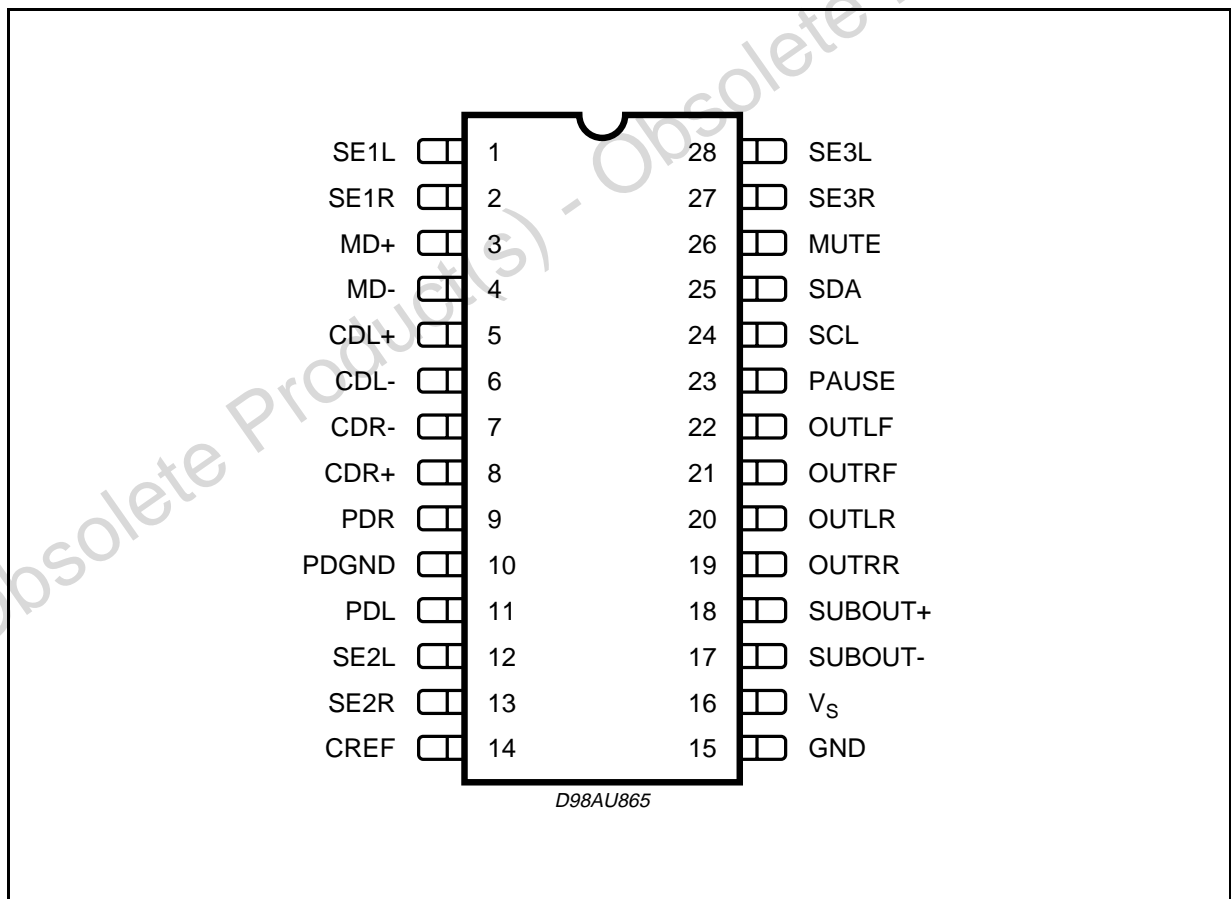 SE1L 1 28 SE3L
SE1R 2 27 SE3R
MD+ 3 26 MUTE
MD- 4 25 SDA
CDL+ 5 24 SCL
CDL- 6 23 PAUSE
CDR- 7 22 OUTLF
CDR+ 8 21 OUTRF
PDR 9 20 OUTLR
PDGND 10 19 OUTRR
PDL 11 18 SUBOUT+
SE2L 12 17 SUBOUT-
SE2R 13 16 VS
CREF 14 15 GND
D98AU865
Obsolete Product(s) - Obsolete